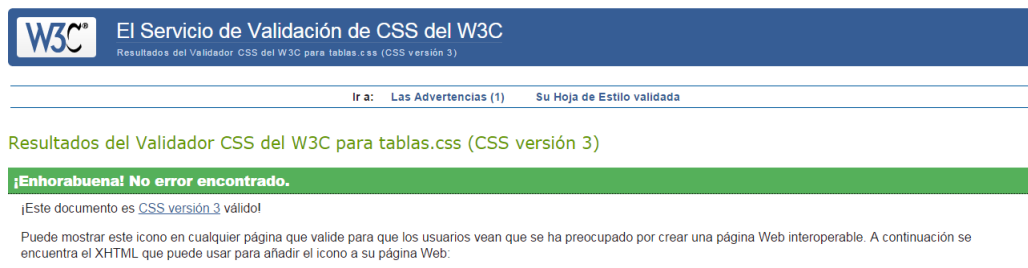 W3C®
El Servicio de Validación de CSS del W3C
Resultados del Validador CSS del W3C para tablas.css (CSS versión 3)
Ir a: Las Advertencias (1) Su Hoja de Estilo validada
Resultados del Validador CSS del W3C para tablas.css (CSS versión 3)
¡Enhorabuena! No error encontrado.
¡Este documento es CSS versión 3 válido!
Puede mostrar este icono en cualquier página que valide para que los usuarios vean que se ha preocupado por crear una página Web interoperable. A continuación se
encuentra el XHTML que puede usar para añadir el icono a su página Web: